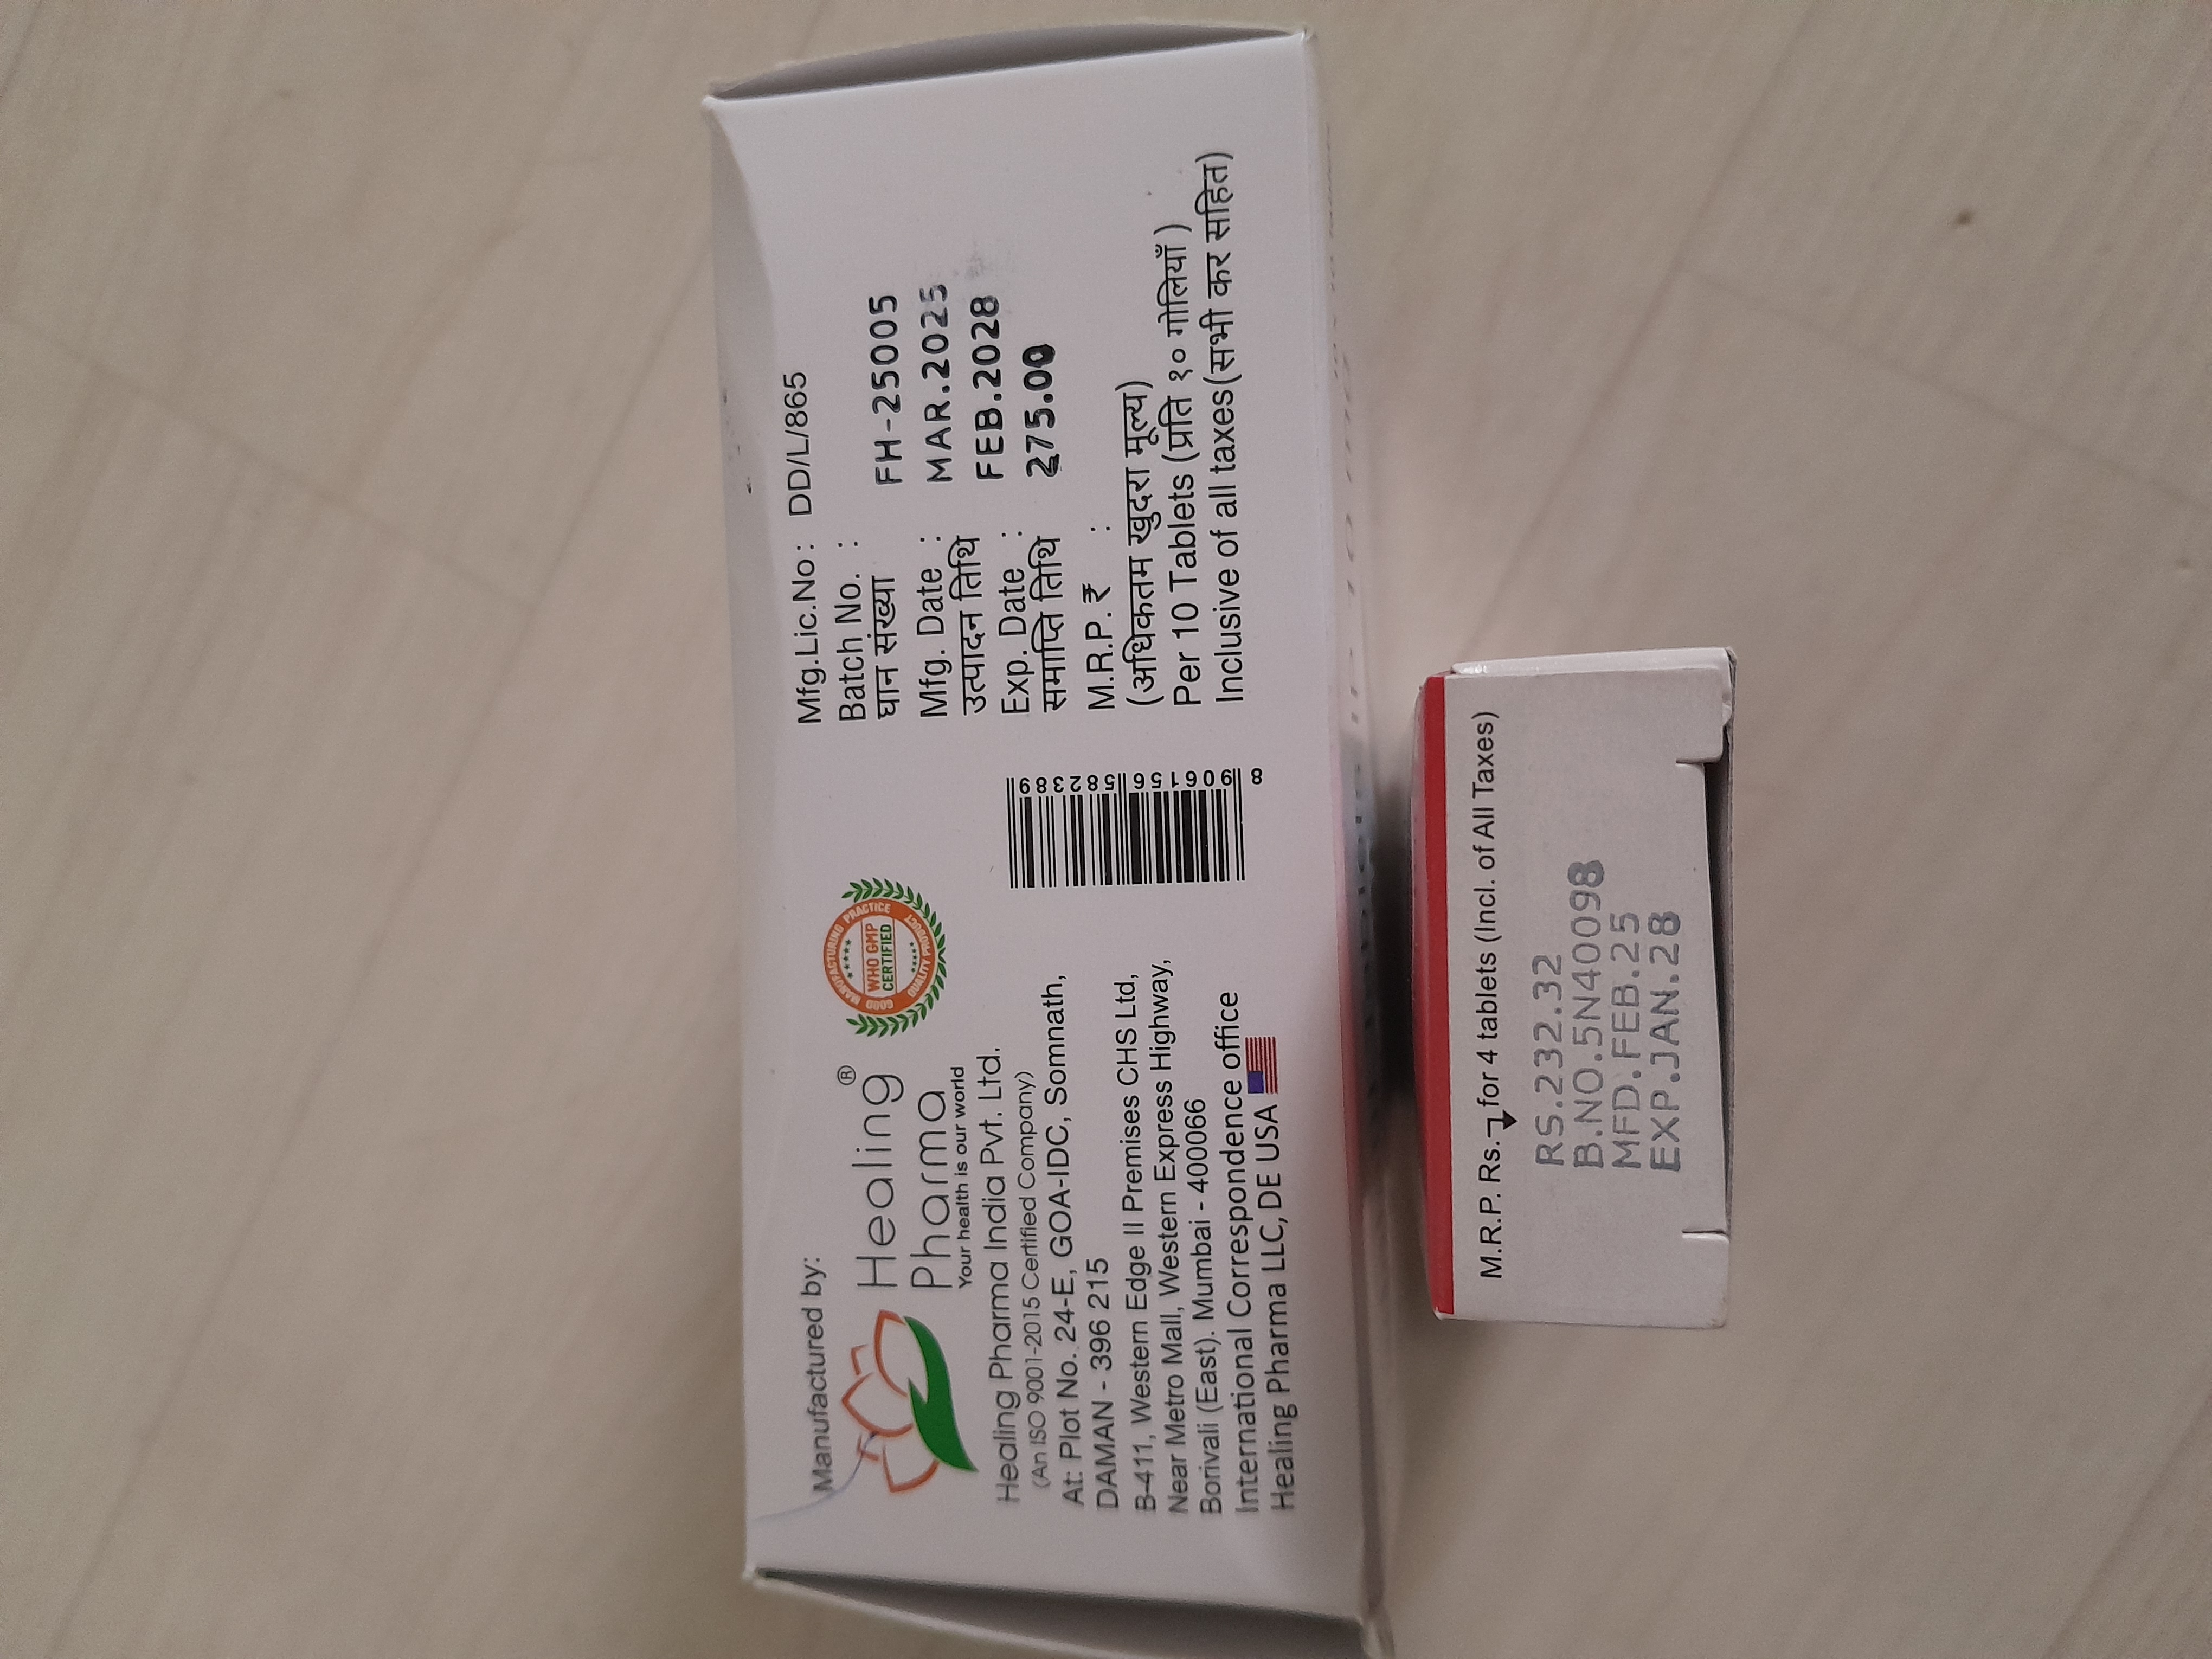 Manufactured by:
Healing®
Pharma
Your health is our world
GOOD MANUFACTURING PRACTICE
WHO GMP
CERTIFIED
QUALITY PRODUCT
Healing Pharma India Pvt. Ltd.
(An ISO 9001-2015 Certified Company)
At: Plot No. 24-E, GOA-IDC, Somnath,
DAMAN - 396 215
B-411, Western Edge II Premises CHS Ltd,
Near Metro Mall, Western Express Highway,
Borivali (East). Mumbai - 400066
International Correspondence office
Healing Pharma LLC, DE USA
8 906156 582389
Mfg.Lic.No : DD/L/865
Batch No. :
घान संख्या FH-25005
Mfg. Date : MAR.2025
उत्पादन तिथि
Exp. Date : FEB.2028
समाप्ति तिथि 275.00
M.R.P. ₹ :
(अधिकतम खुदरा मूल्य)
Per 10 Tablets (प्रति १० गोलियाँ )
Inclusive of all taxes(सभी कर सहित)
M.R.P. Rs. for 4 tablets (Incl. of All Taxes)
RS.232.32
B.NO.5N40098
MFD.FEB.25
EXP.JAN.28